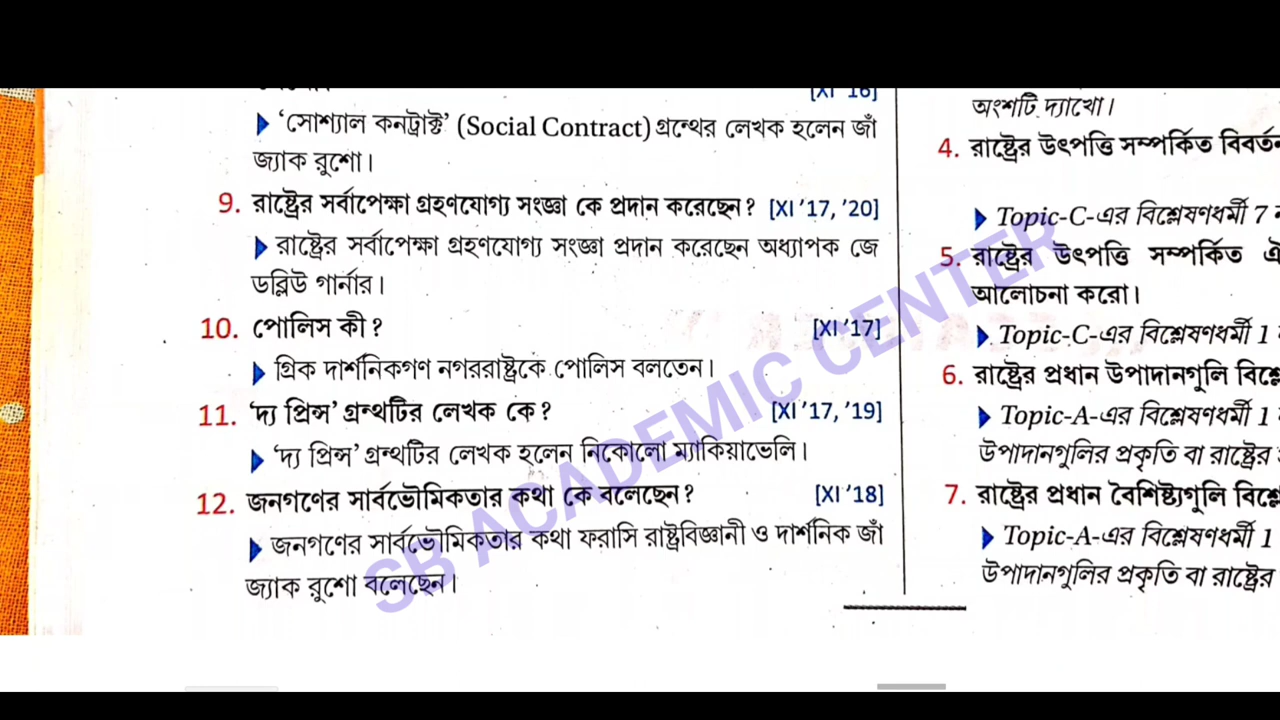 [XI '16]
‘সোশ্যাল কনট্রাক্ট’ (Social Contract) গ্রন্থের লেখক হলেন জাঁ
জ্যাক রুশো।
9. রাষ্ট্রের সর্বাপেক্ষা গ্রহণযোগ্য সংজ্ঞা কে প্রদান করেছেন? [XI '17, '20]
রাষ্ট্রের সর্বাপেক্ষা গ্রহণযোগ্য সংজ্ঞা প্রদান করেছেন অধ্যাপক জে
ডব্লিউ গার্নার।
10. পোলিস কী? [XI '17]
গ্রিক দার্শনিকগণ নগররাষ্ট্রকে পোলিস বলতেন।
11. ‘দ্য প্রিন্স’ গ্রন্থটির লেখক কে? [XI '17, '19]
‘দ্য প্রিন্স’ গ্রন্থটির লেখক হলেন নিকোলো ম্যাকিয়াভেলি।
12. জনগণের সার্বভৌমিকতার কথা কে বলেছেন? [XI '18]
জনগণের সার্বভৌমিকতার কথা ফরাসি রাষ্ট্রবিজ্ঞানী ও দার্শনিক জাঁ
জ্যাক রুশো বলেছেন।
অংশটি দ্যাখো।
4. রাষ্ট্রের উৎপত্তি সম্পর্কিত বিবর্তন
Topic-C-এর বিশ্লেষণধর্মী 7
5. রাষ্ট্রের উৎপত্তি সম্পর্কিত
আলোচনা করো।
Topic-C-এর বিশ্লেষণধর্মী 1
6. রাষ্ট্রের প্রধান উপাদানগুলি
Topic-A-এর বিশ্লেষণধর্মী 1
উপাদানগুলির প্রকৃতি বা রাষ্ট্রের
7. রাষ্ট্রের প্রধান বৈশিষ্ট্যগুলি
Topic-A-এর বিশ্লেষণধর্মী 1
উপাদানগুলির প্রকৃতি বা রাষ্ট্রের
SB ACADEMIC CENTER